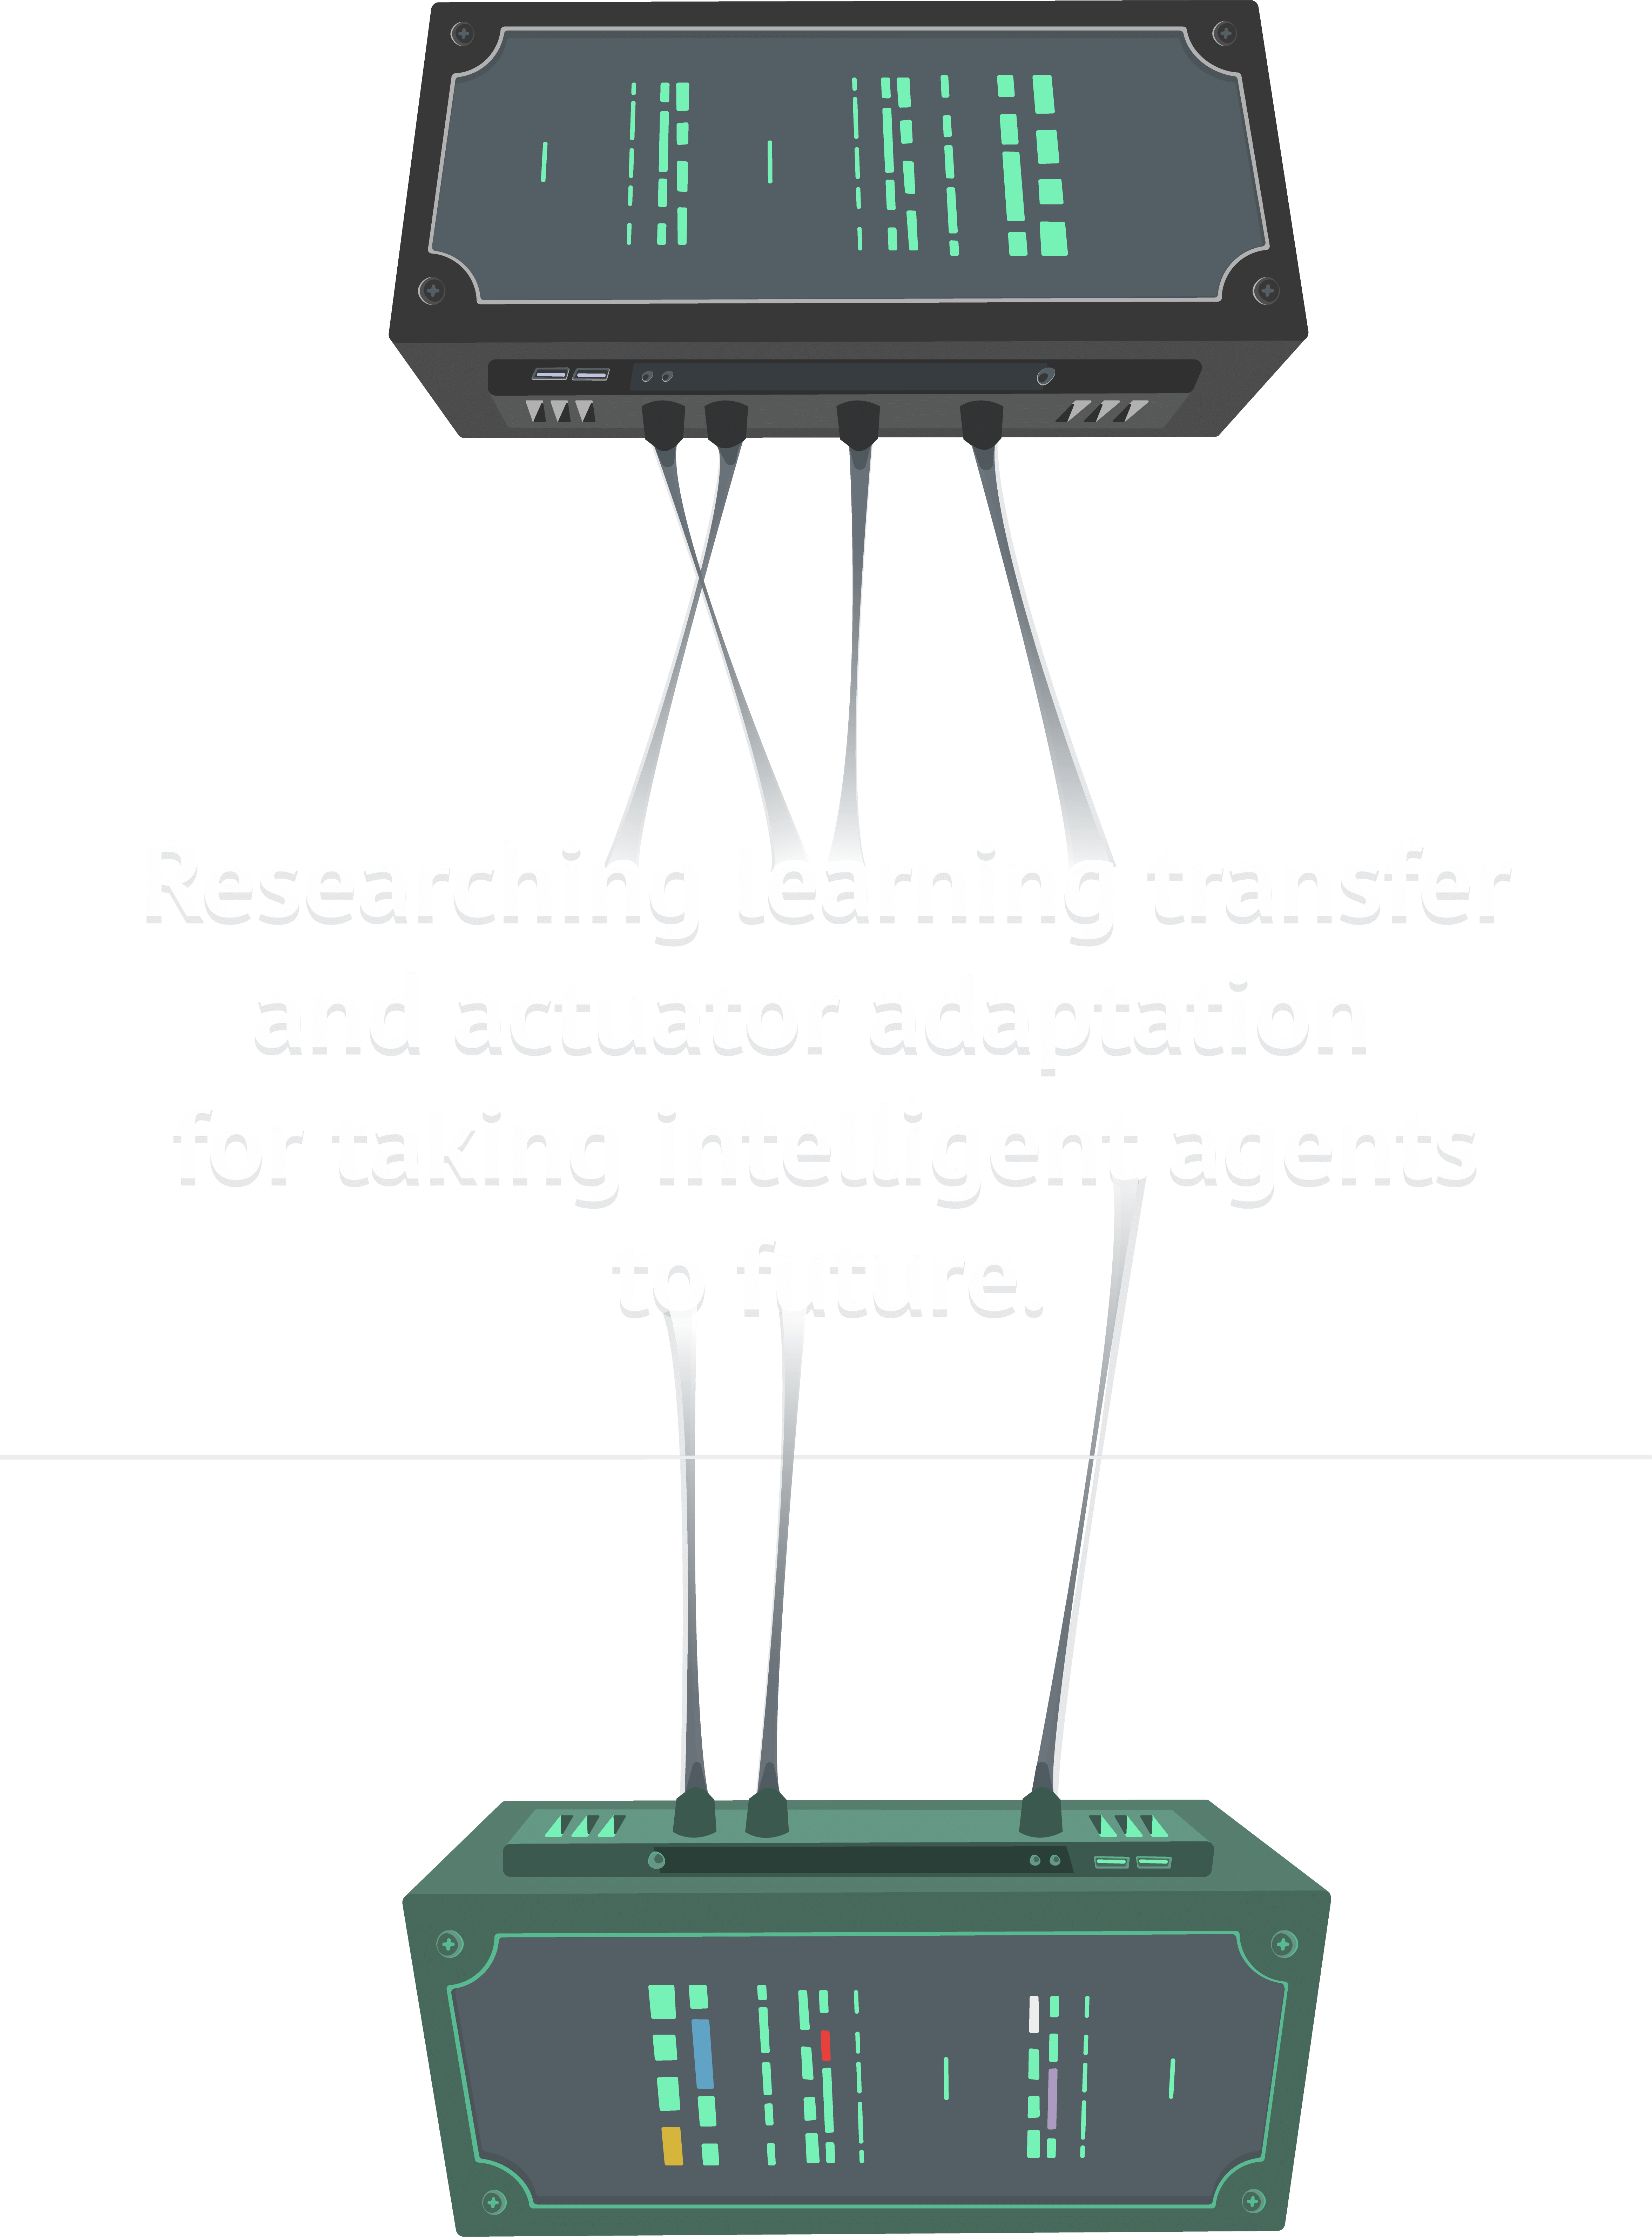 Researching learning transfer
and actuator adaptation
for taking intelligent agents
to future.